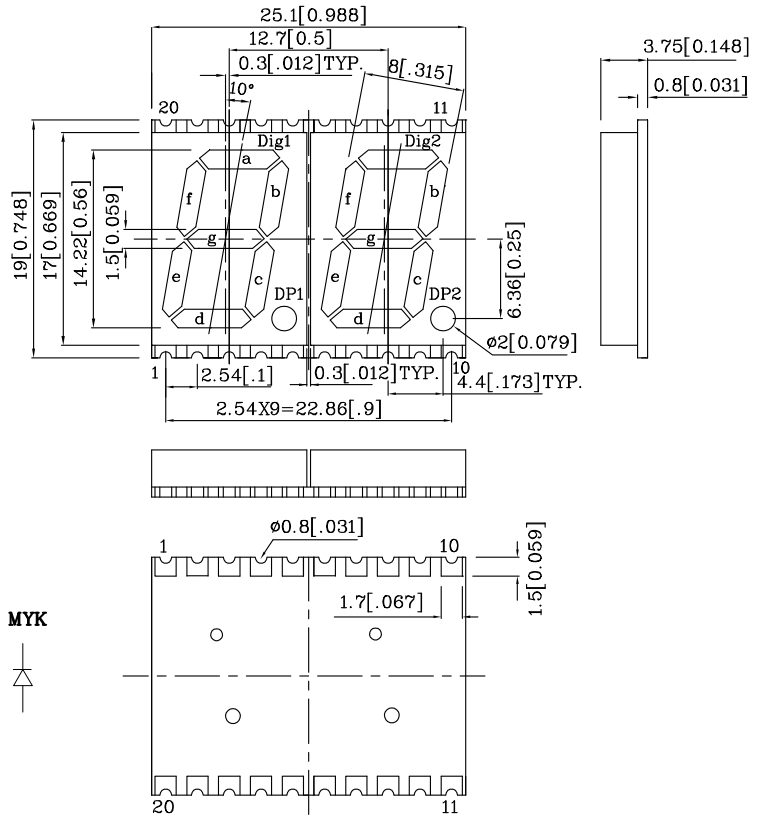 25.1[0.988]
12.7[0.5]
3.75[0.148]
0.3[.012]TYP.
8[.315]
0.8[0.031]
10°
20
11
Dig1
Dig2
a
f
b
f
b
g
g
e
c
e
c
d
DP1
d
DP2
19[0.748]
17[0.669]
14.22[0.56]
1.5[0.059]
6.36[0.25]
ø2[0.079]
1
10
2.54[.1]
0.3[.012]TYP.
4.4[.173]TYP.
2.54X9=22.86[.9]
ø0.8[.031]
1
10
1.5[0.059]
1.7[.067]
MYK
20
11